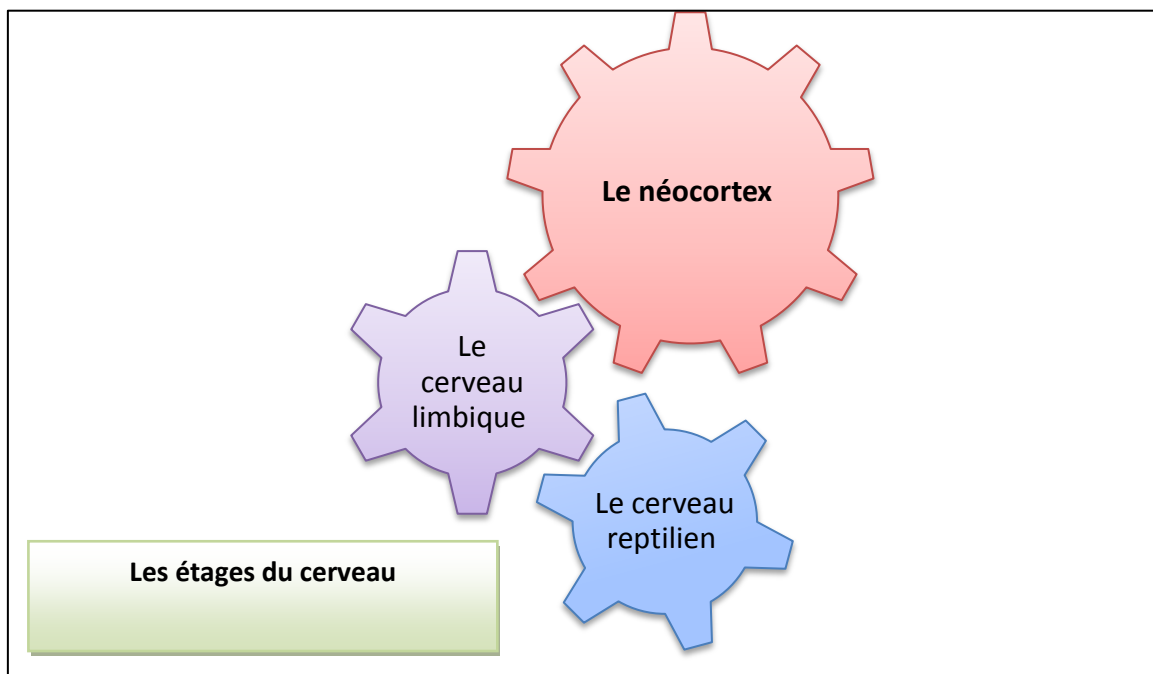 Le néocortex
Le
cerveau
limbique
Le cerveau
reptilien
Les étages du cerveau